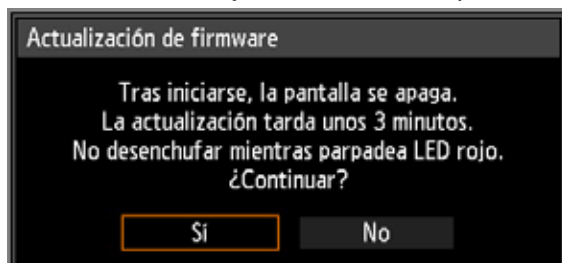 Actualización de firmware
Tras iniciarse, la pantalla se apaga.
La actualización tarda unos 3 minutos.
No desenchufar mientras parpadea LED rojo.
¿Continuar?
Sí No